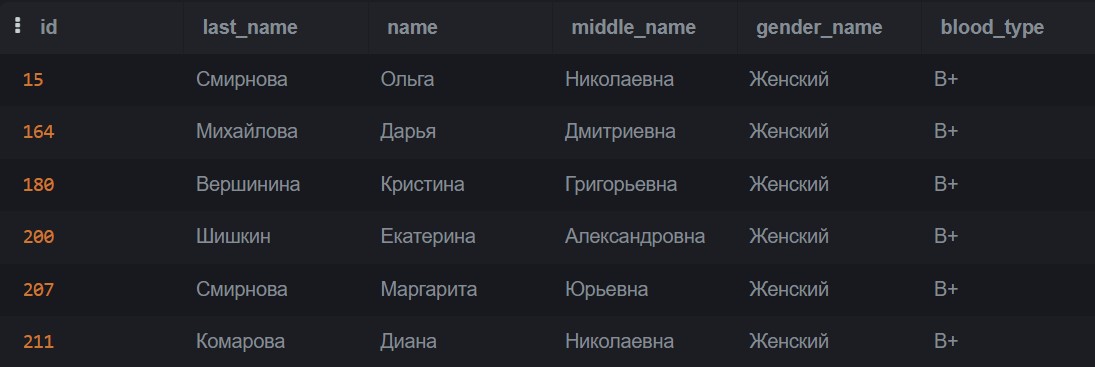 id last_name name middle_name gender_name blood_type
15 Смирнова Ольга Николаевна Женский B+
164 Михайлова Дарья Дмитриевна Женский B+
180 Вершинина Кристина Григорьевна Женский B+
200 Шишкин Екатерина Александровна Женский B+
207 Смирнова Маргарита Юрьевна Женский B+
211 Комарова Диана Николаевна Женский B+